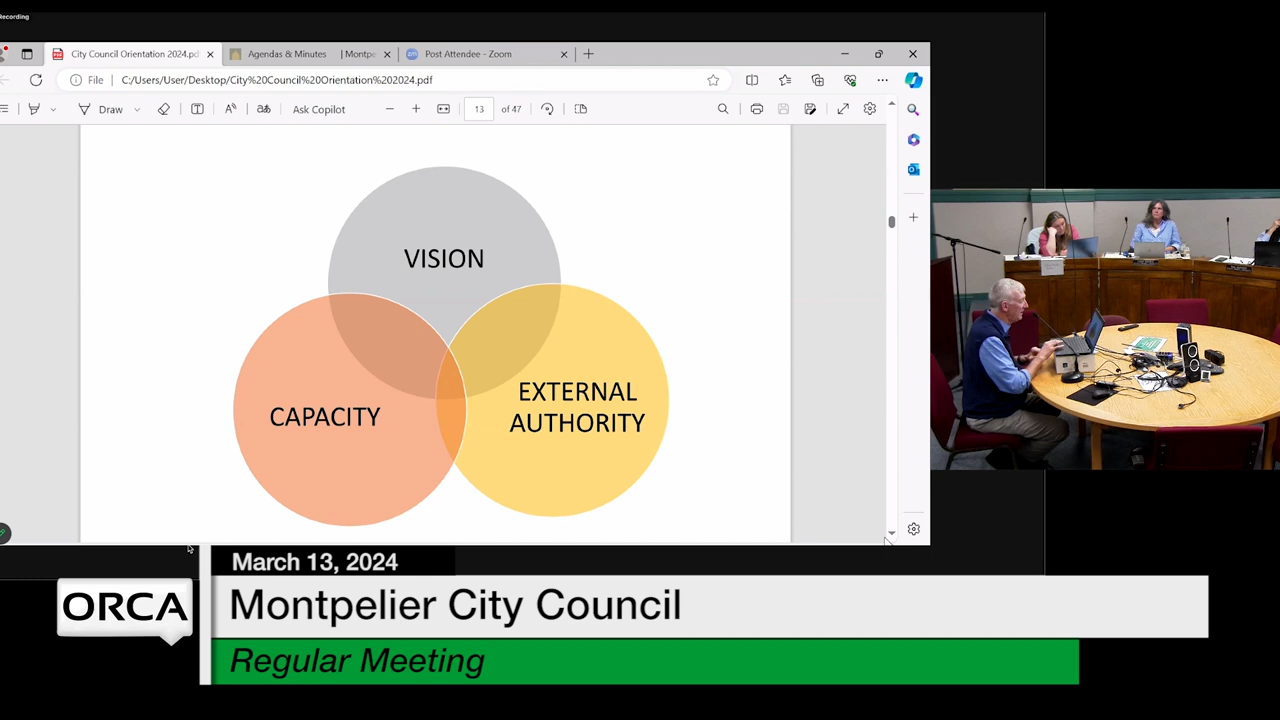 Recording
City Council Orientation 2024.pd
Agendas & Minutes | Montpe
Post Attendee - Zoom
File
C:/Users/User/Desktop/City%20Council%20Orientation%202024.pdf
Draw
Ask Copilot
13
of 47
VISION
CAPACITY
EXTERNAL
AUTHORITY
March 13, 2024
ORCA
Montpelier City Council
Regular Meeting